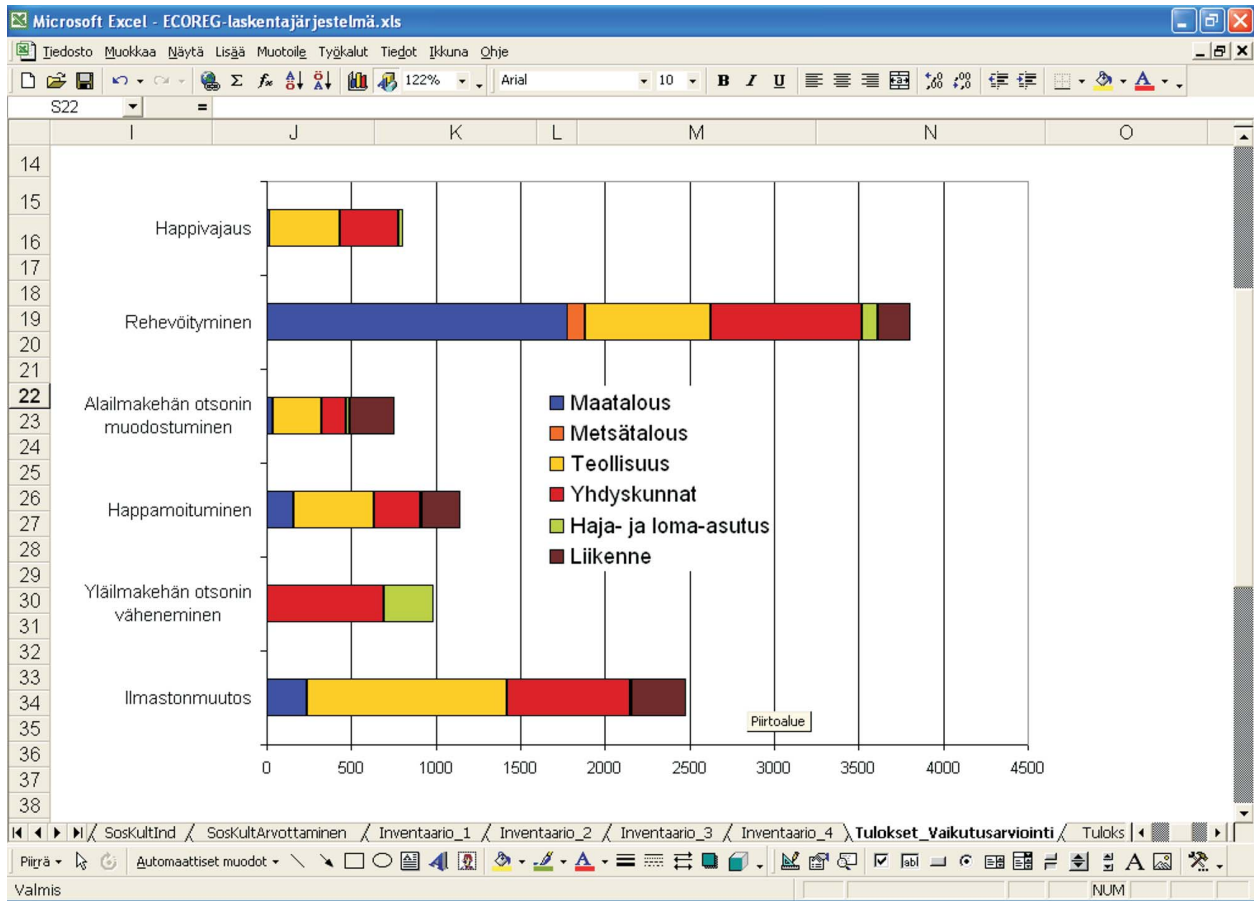 Microsoft Excel - ECOREG-laskentajärjestelmä.xls
Tiedosto Muokkaa Näytä Lisää Muotoile Työkalut Tiedot Ikkuna Ohje
122% Arial 10 B I U
S22 =
I J K L M N O
14
15
Happivajaus
16
17
18
19
Rehevöityminen
20
21
22
Alailmakehän otsonin
muodostuminen
23
24
25
26
Happamoituminen
27
28
29
Yläilmakehän otsonin
väheneminen
30
31
32
33
Ilmastonmuutos
34
35
36
37
38
Maatalous
Metsätalous
Teollisuus
Yhdyskunnat
Haja- ja loma-asutus
Liikenne
Piirtoalue
0 500 1000 1500 2000 2500 3000 3500 4000 4500
SosKultInd SosKultArvottaminen Inventaario_1 Inventaario_2 Inventaario_3 Inventaario_4 Tulokset_Vaikutusarviointi Tuloks
Piirrä Automaattiset muodot
Valmis NUM